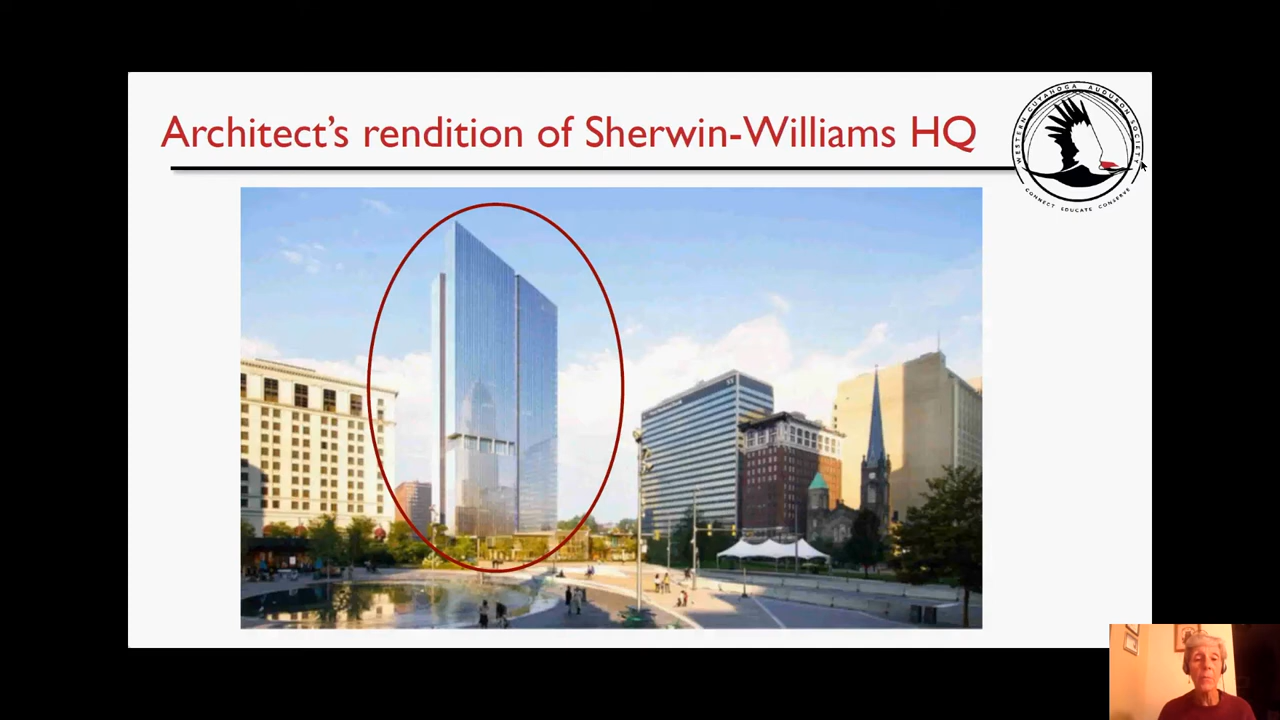 Architect's rendition of Sherwin-Williams HQ
WESTERN CUYAHOGA AUDUBON SOCIETY
CONNECT EDUCATE CONSERVE